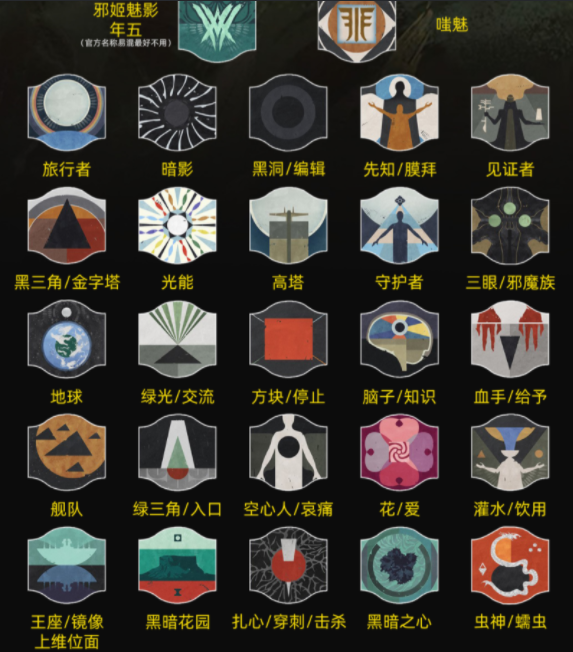 邪姬魅影
年五
（官方名称易混最好不用）
嗤魅
旅行者
暗影
黑洞/编辑
先知/膜拜
见证者
黑三角/金字塔
光能
高塔
守护者
三眼/邪魔族
地球
绿光/交流
方块/停止
脑子/知识
血手/给予
舰队
绿三角/入口
空心人/哀痛
花/爱
灌水/饮用
王座/镜像
上维位面
黑暗花园
扎心/穿刺/击杀
黑暗之心
虫神/蠕虫